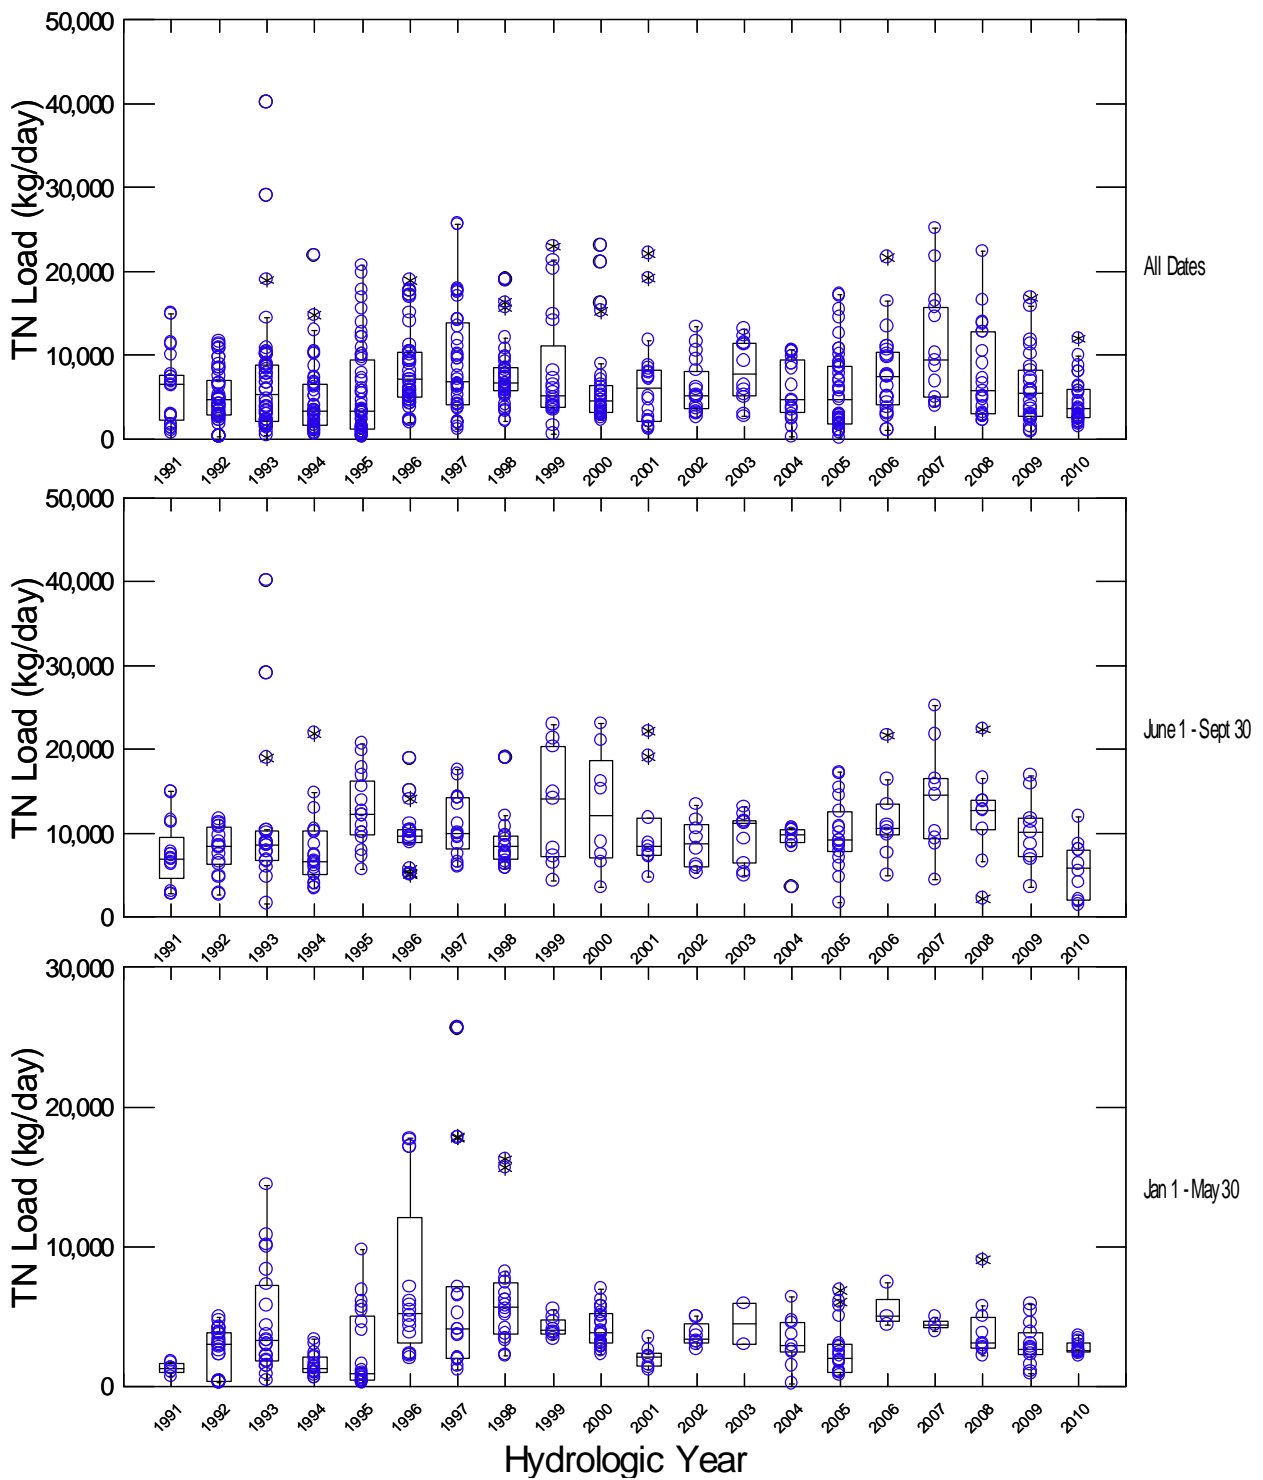 50,000
40,000
30,000
20,000
10,000
0
TN Load (kg/day)
All Dates
1991 1992 1993 1994 1995 1996 1997 1998 1999 2000 2001 2002 2003 2004 2005 2006 2007 2008 2009 2010
50,000
40,000
30,000
20,000
10,000
0
TN Load (kg/day)
June 1 - Sept 30
1991 1992 1993 1994 1995 1996 1997 1998 1999 2000 2001 2002 2003 2004 2005 2006 2007 2008 2009 2010
30,000
20,000
10,000
0
TN Load (kg/day)
Jan 1 - May 30
1991 1992 1993 1994 1995 1996 1997 1998 1999 2000 2001 2002 2003 2004 2005 2006 2007 2008 2009 2010
Hydrologic Year